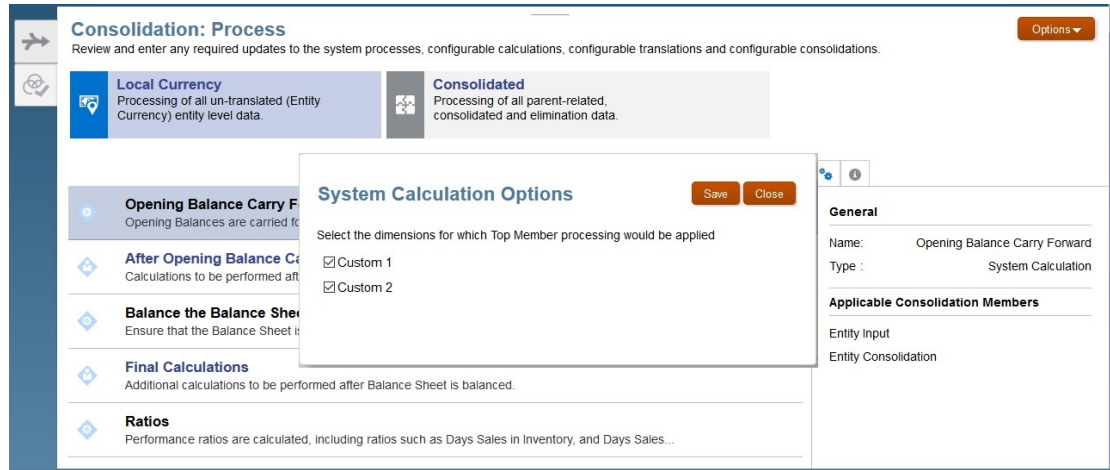 Consolidation: Process
Options
Review and enter any required updates to the system processes, configurable calculations, configurable translations and configurable consolidations.
Local Currency
Processing of all un-translated (Entity
Currency) entity level data.
Consolidated
Processing of all parent-related,
consolidated and elimination data.
System Calculation Options
Save
Close
Select the dimensions for which Top Member processing would be applied
Custom 1
Custom 2
Opening Balance Carry F
Opening Balances are carried fo
After Opening Balance Ca
Calculations to be performed aft
Balance the Balance Shee
Ensure that the Balance Sheet is
Final Calculations
Additional calculations to be performed after Balance Sheet is balanced.
Ratios
Performance ratios are calculated, including ratios such as Days Sales in Inventory, and Days Sales...
General
Name: Opening Balance Carry Forward
Type : System Calculation
Applicable Consolidation Members
Entity Input
Entity Consolidation